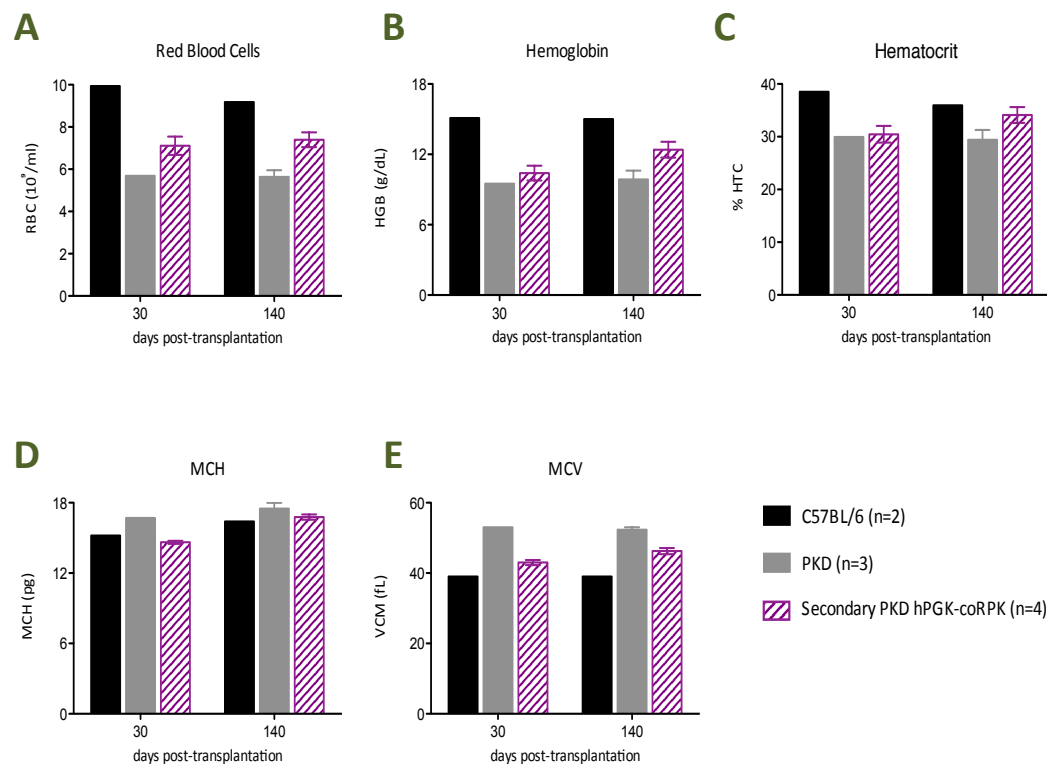 A
Red Blood Cells
RBC (10⁹/ml)
10
8
6
4
2
0
30
140
days post-transplantation
B
Hemoglobin
HGB (g/dL)
18
12
6
0
30
140
days post-transplantation
C
Hematocrit
% HTC
40
30
20
10
0
30
140
days post-transplantation
D
MCH
MCH (pg)
18
12
6
0
30
140
days post-transplantation
E
MCV
VCM (fL)
60
40
20
0
30
140
days post-transplantation
C57BL/6 (n=2)
PKD (n=3)
Secondary PKD hPGK-coRPK (n=4)